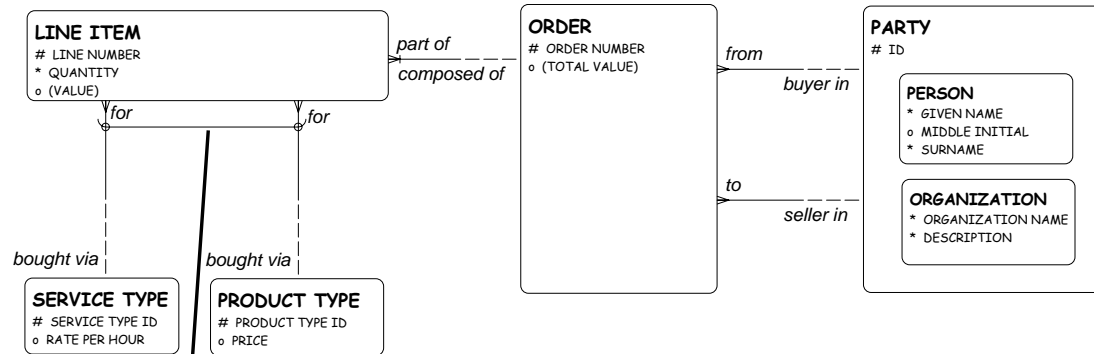 LINE ITEM
# LINE NUMBER
* QUANTITY
o (VALUE)
part of
composed of
ORDER
# ORDER NUMBER
o (TOTAL VALUE)
from
buyer in
to
seller in
PARTY
# ID
PERSON
* GIVEN NAME
o MIDDLE INITIAL
* SURNAME
ORGANIZATION
* ORGANIZATION NAME
* DESCRIPTION
for
for
bought via
bought via
SERVICE TYPE
# SERVICE TYPE ID
o RATE PER HOUR
PRODUCT TYPE
# PRODUCT TYPE ID
o PRICE